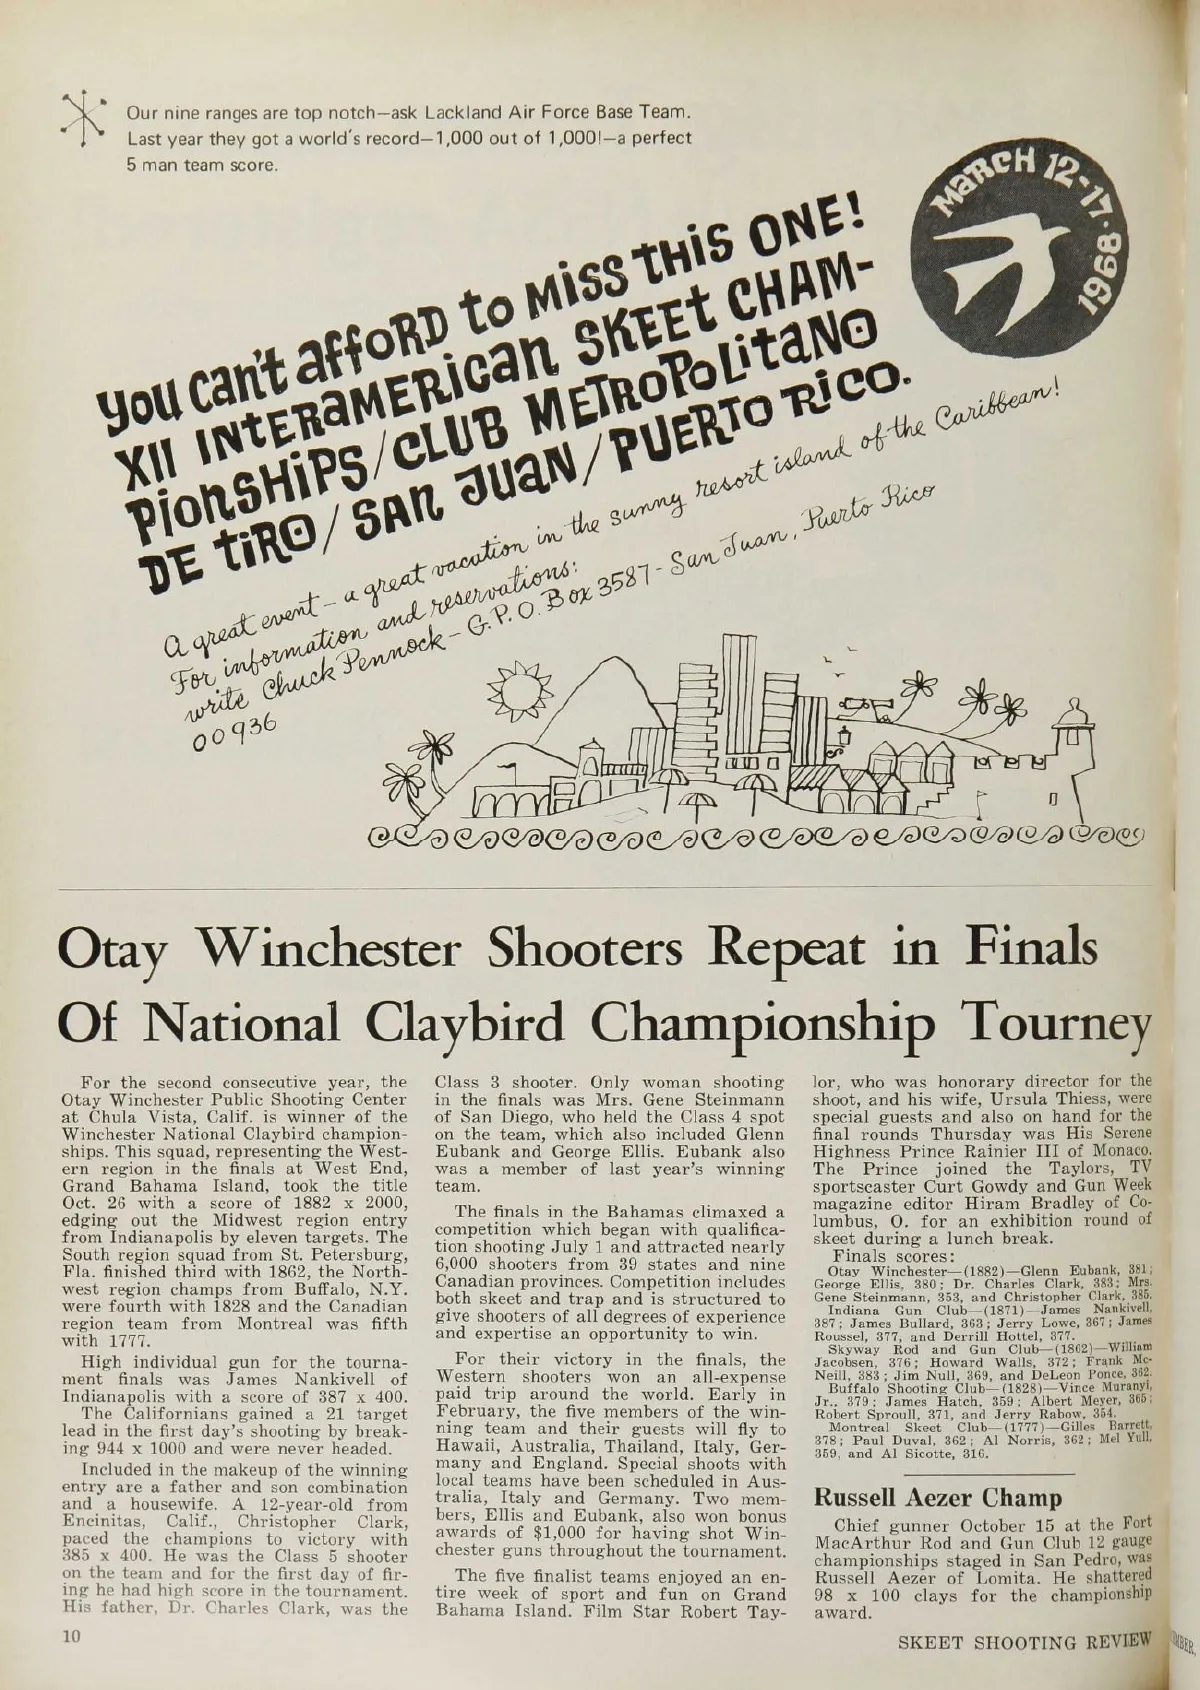 Our nine ranges are top notch—ask Lackland Air Force Base Team.
Last year they got a world's record—1,000 out of 1,000!—a perfect
5 man team score.
MARCH 12-17-1968
You can't afford to miss this one!
XII Interamerican Skeet Cham-
pionships/Club Metropolitano
de Tiro/San Juan/Puerto Rico.
A great event – a great vacation in the sunny resort island of the Caribbean!
For information and reservations:
write Chuck Pennock – G.P.O. Box 3587 - San Juan, Puerto Rico
00936
Otay Winchester Shooters Repeat in Finals
Of National Claybird Championship Tourney
For the second consecutive year, the
Otay Winchester Public Shooting Center
at Chula Vista, Calif. is winner of the
Winchester National Claybird champion-
ships. This squad, representing the West-
ern region in the finals at West End,
Grand Bahama Island, took the title
Oct. 26 with a score of 1882 x 2000,
edging out the Midwest region entry
from Indianapolis by eleven targets. The
South region squad from St. Petersburg,
Fla. finished third with 1862, the North-
west region champs from Buffalo, N.Y.
were fourth with 1828 and the Canadian
region team from Montreal was fifth
with 1777.
High individual gun for the tourna-
ment finals was James Nankivell of
Indianapolis with a score of 387 x 400.
The Californians gained a 21 target
lead in the first day's shooting by break-
ing 944 x 1000 and were never headed.
Included in the makeup of the winning
entry are a father and son combination
and a housewife. A 12-year-old from
Encinitas, Calif., Christopher Clark,
paced the champions to victory with
385 x 400. He was the Class 5 shooter
on the team and for the first day of fir-
ing he had high score in the tournament.
His father, Dr. Charles Clark, was the
Class 3 shooter. Only woman shooting
in the finals was Mrs. Gene Steinmann
of San Diego, who held the Class 4 spot
on the team, which also included Glenn
Eubank and George Ellis. Eubank also
was a member of last year's winning
team.
The finals in the Bahamas climaxed a
competition which began with qualifica-
tion shooting July 1 and attracted nearly
6,000 shooters from 39 states and nine
Canadian provinces. Competition includes
both skeet and trap and is structured to
give shooters of all degrees of experience
and expertise an opportunity to win.
For their victory in the finals, the
Western shooters won an all-expense
paid trip around the world. Early in
February, the five members of the win-
ning team and their guests will fly to
Hawaii, Australia, Thailand, Italy, Ger-
many and England. Special shoots with
local teams have been scheduled in Aus-
tralia, Italy and Germany. Two mem-
bers, Ellis and Eubank, also won bonus
awards of $1,000 for having shot Win-
chester guns throughout the tournament.
The five finalist teams enjoyed an en-
tire week of sport and fun on Grand
Bahama Island. Film Star Robert Tay-
lor, who was honorary director for the
shoot, and his wife, Ursula Thiess, were
special guests and also on hand for the
final rounds Thursday was His Serene
Highness Prince Rainier III of Monaco.
The Prince joined the Taylors, TV
sportscaster Curt Gowdy and Gun Week
magazine editor Hiram Bradley of Co-
lumbus, O. for an exhibition round of
skeet during a lunch break.
Finals scores:
Otay Winchester—(1882)—Glenn Eubank, 381;
George Ellis, 380; Dr. Charles Clark, 383; Mrs.
Gene Steinmann, 353, and Christopher Clark, 385.
Indiana Gun Club—(1871)—James Nankivell,
387; James Bullard, 363; Jerry Lowe, 367; James
Roussel, 377, and Derrill Hottel, 377.
Skyway Rod and Gun Club—(1862)—William
Jacobsen, 376; Howard Walls, 372; Frank Mc-
Neill, 383; Jim Null, 369, and DeLeon Ponce, 362.
Buffalo Shooting Club—(1828)—Vince Muranyi,
Jr., 379; James Hatch, 359; Albert Meyer, 365;
Robert Sproull, 371, and Jerry Rabow, 354.
Montreal Skeet Club—(1777)—Gilles Barrett,
378; Paul Duval, 362; Al Norris, 362; Mel Yull,
359, and Al Sicotte, 316.
Russell Aezer Champ
Chief gunner October 15 at the Fort
MacArthur Rod and Gun Club 12 gauge
championships staged in San Pedro, was
Russell Aezer of Lomita. He shattered
98 x 100 clays for the championship
award.
10
SKEET SHOOTING REVIEW